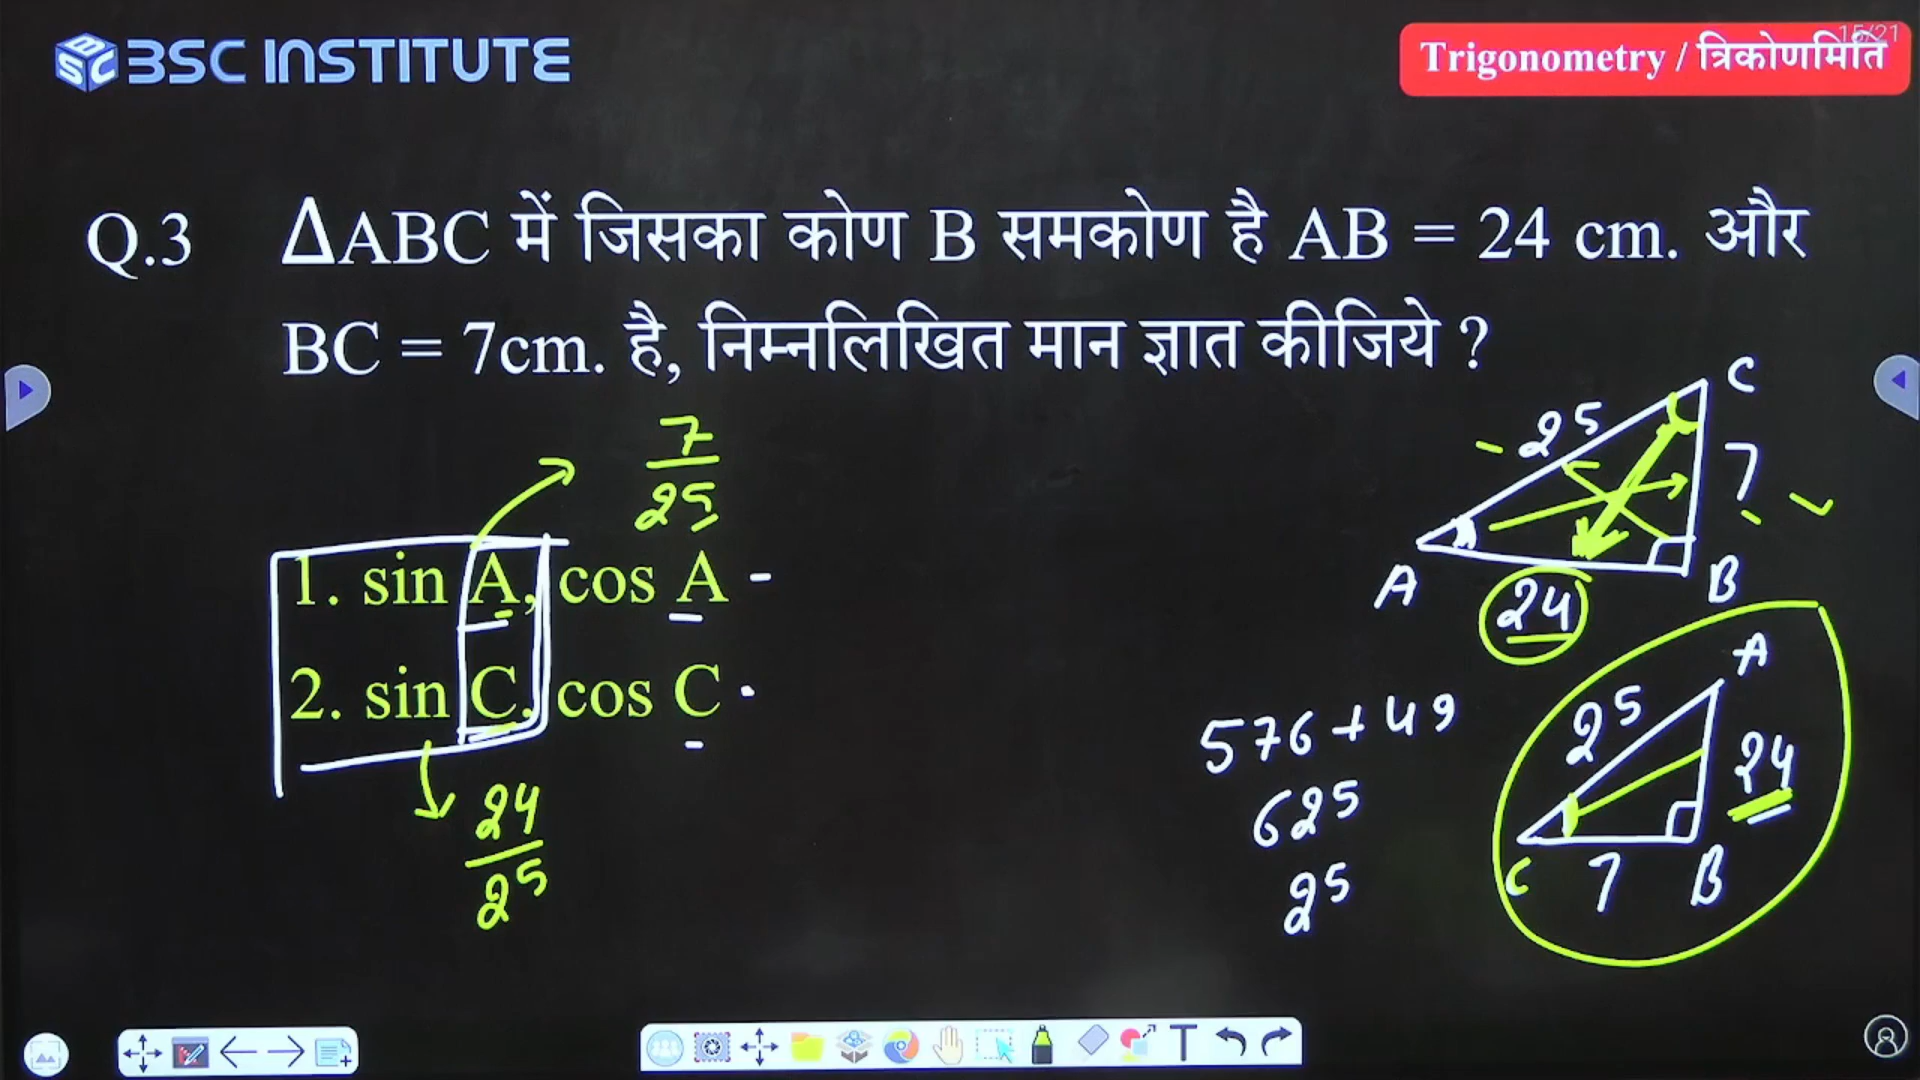 BSC INSTITUTE
15/21
Trigonometry / त्रिकोणमिति
Q.3 ΔABC में जिसका कोण B समकोण है AB = 24 cm. और
BC = 7cm. है, निम्नलिखित मान ज्ञात कीजिये ?
7
25
1. sin A, cos A
2. sin C, cos C
24
25
C
25
7
A
24
B
576+49
625
25
A
25
24
C
7
B
T